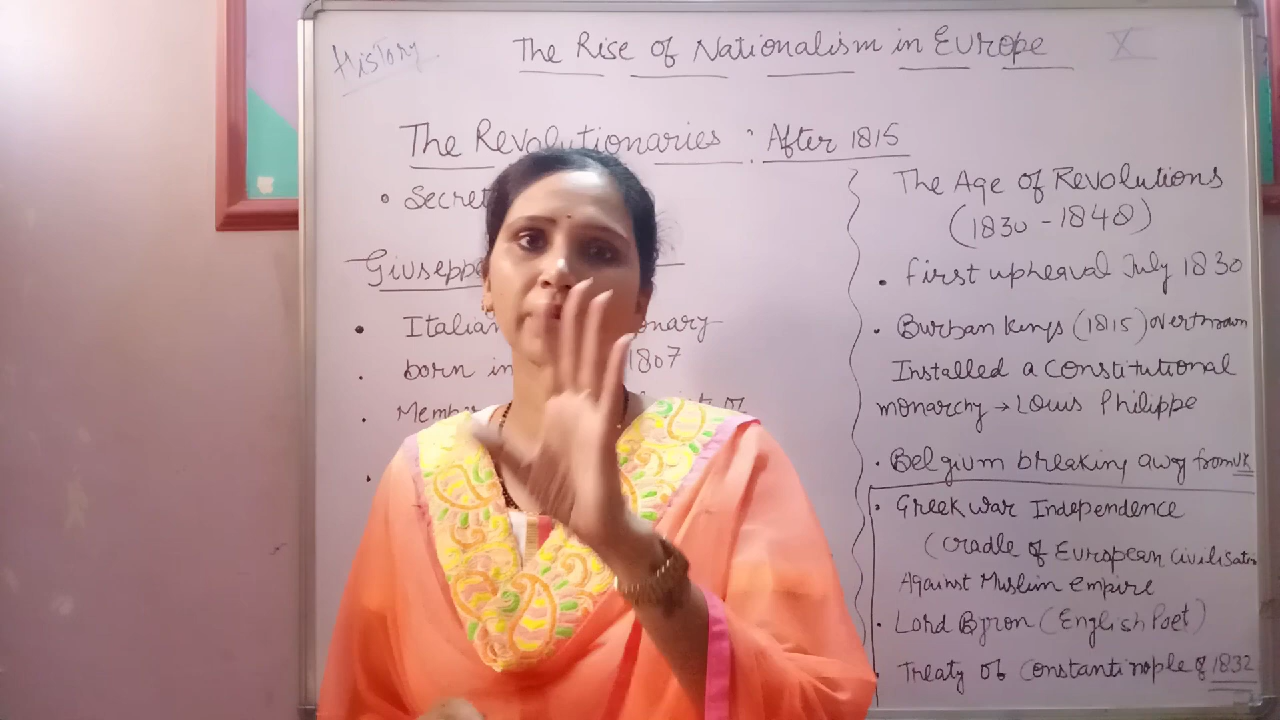 History
The Rise of Nationalism in Europe
X
The Revolutionaries : After 1815
• Secret
Giuseppe
• Italian
born in 1807
• Member of
The Age of Revolutions
(1830 - 1848)
• First upheaval July 1830
• Burban kings (1815) overthrown
Installed a constitutional
monarchy → Louis Philippe
• Belgium breaking away from UK
• Greek war Independence
(Cradle of European civilisation
Against Muslim empire
• Lord Byron (English Poet)
Treaty of Constantinople of 1832